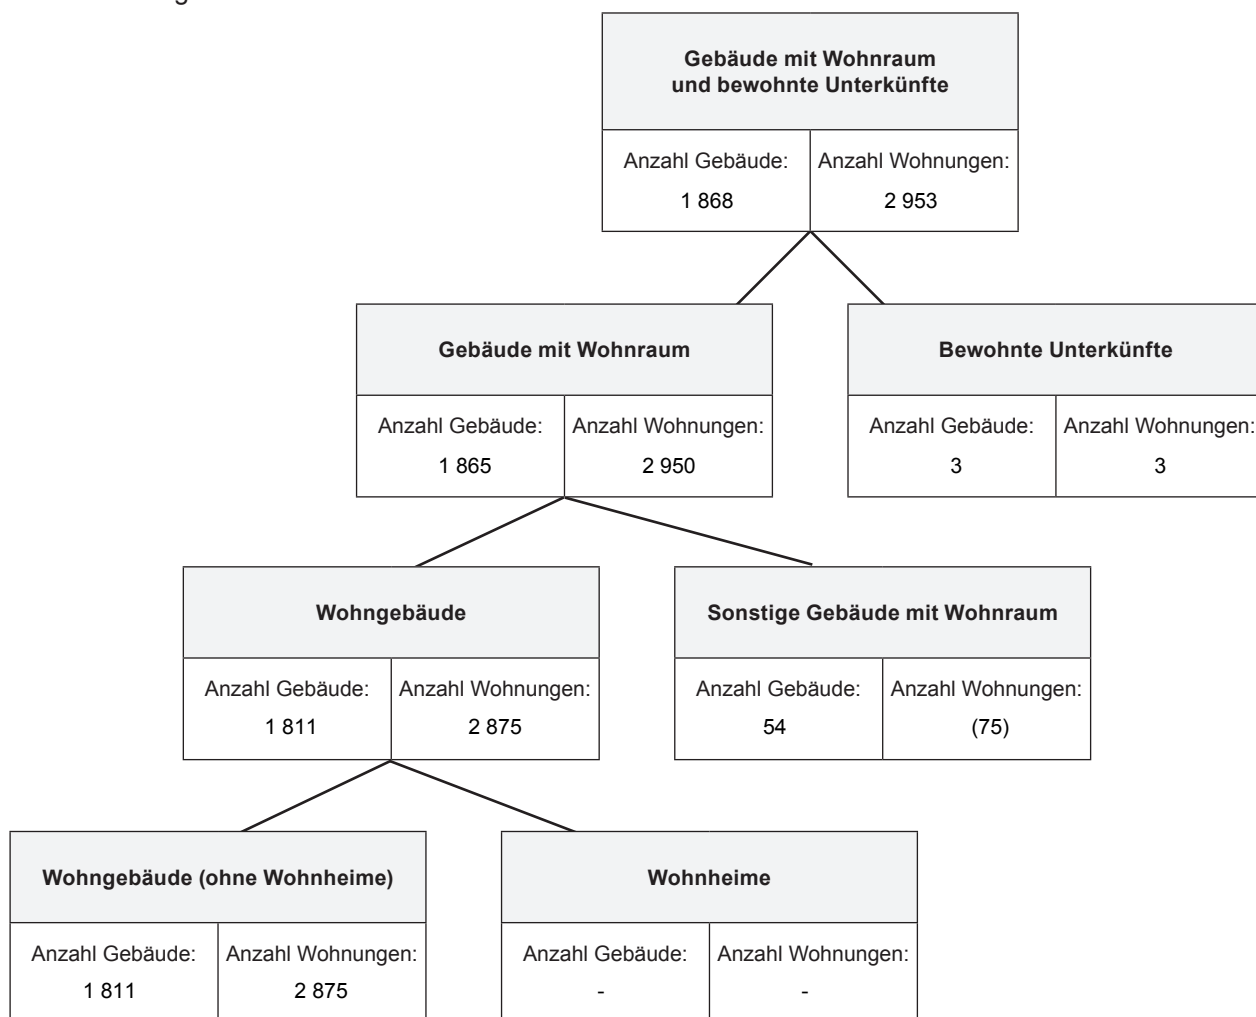 Gebäude mit Wohnraum
und bewohnte Unterkünfte
Anzahl Gebäude: Anzahl Wohnungen:
1 868 2 953
Gebäude mit Wohnraum
Anzahl Gebäude: Anzahl Wohnungen:
1 865 2 950
Bewohnte Unterkünfte
Anzahl Gebäude: Anzahl Wohnungen:
3 3
Wohngebäude
Anzahl Gebäude: Anzahl Wohnungen:
1 811 2 875
Sonstige Gebäude mit Wohnraum
Anzahl Gebäude: Anzahl Wohnungen:
54 (75)
Wohngebäude (ohne Wohnheime)
Anzahl Gebäude: Anzahl Wohnungen:
1 811 2 875
Wohnheime
Anzahl Gebäude: Anzahl Wohnungen:
- -